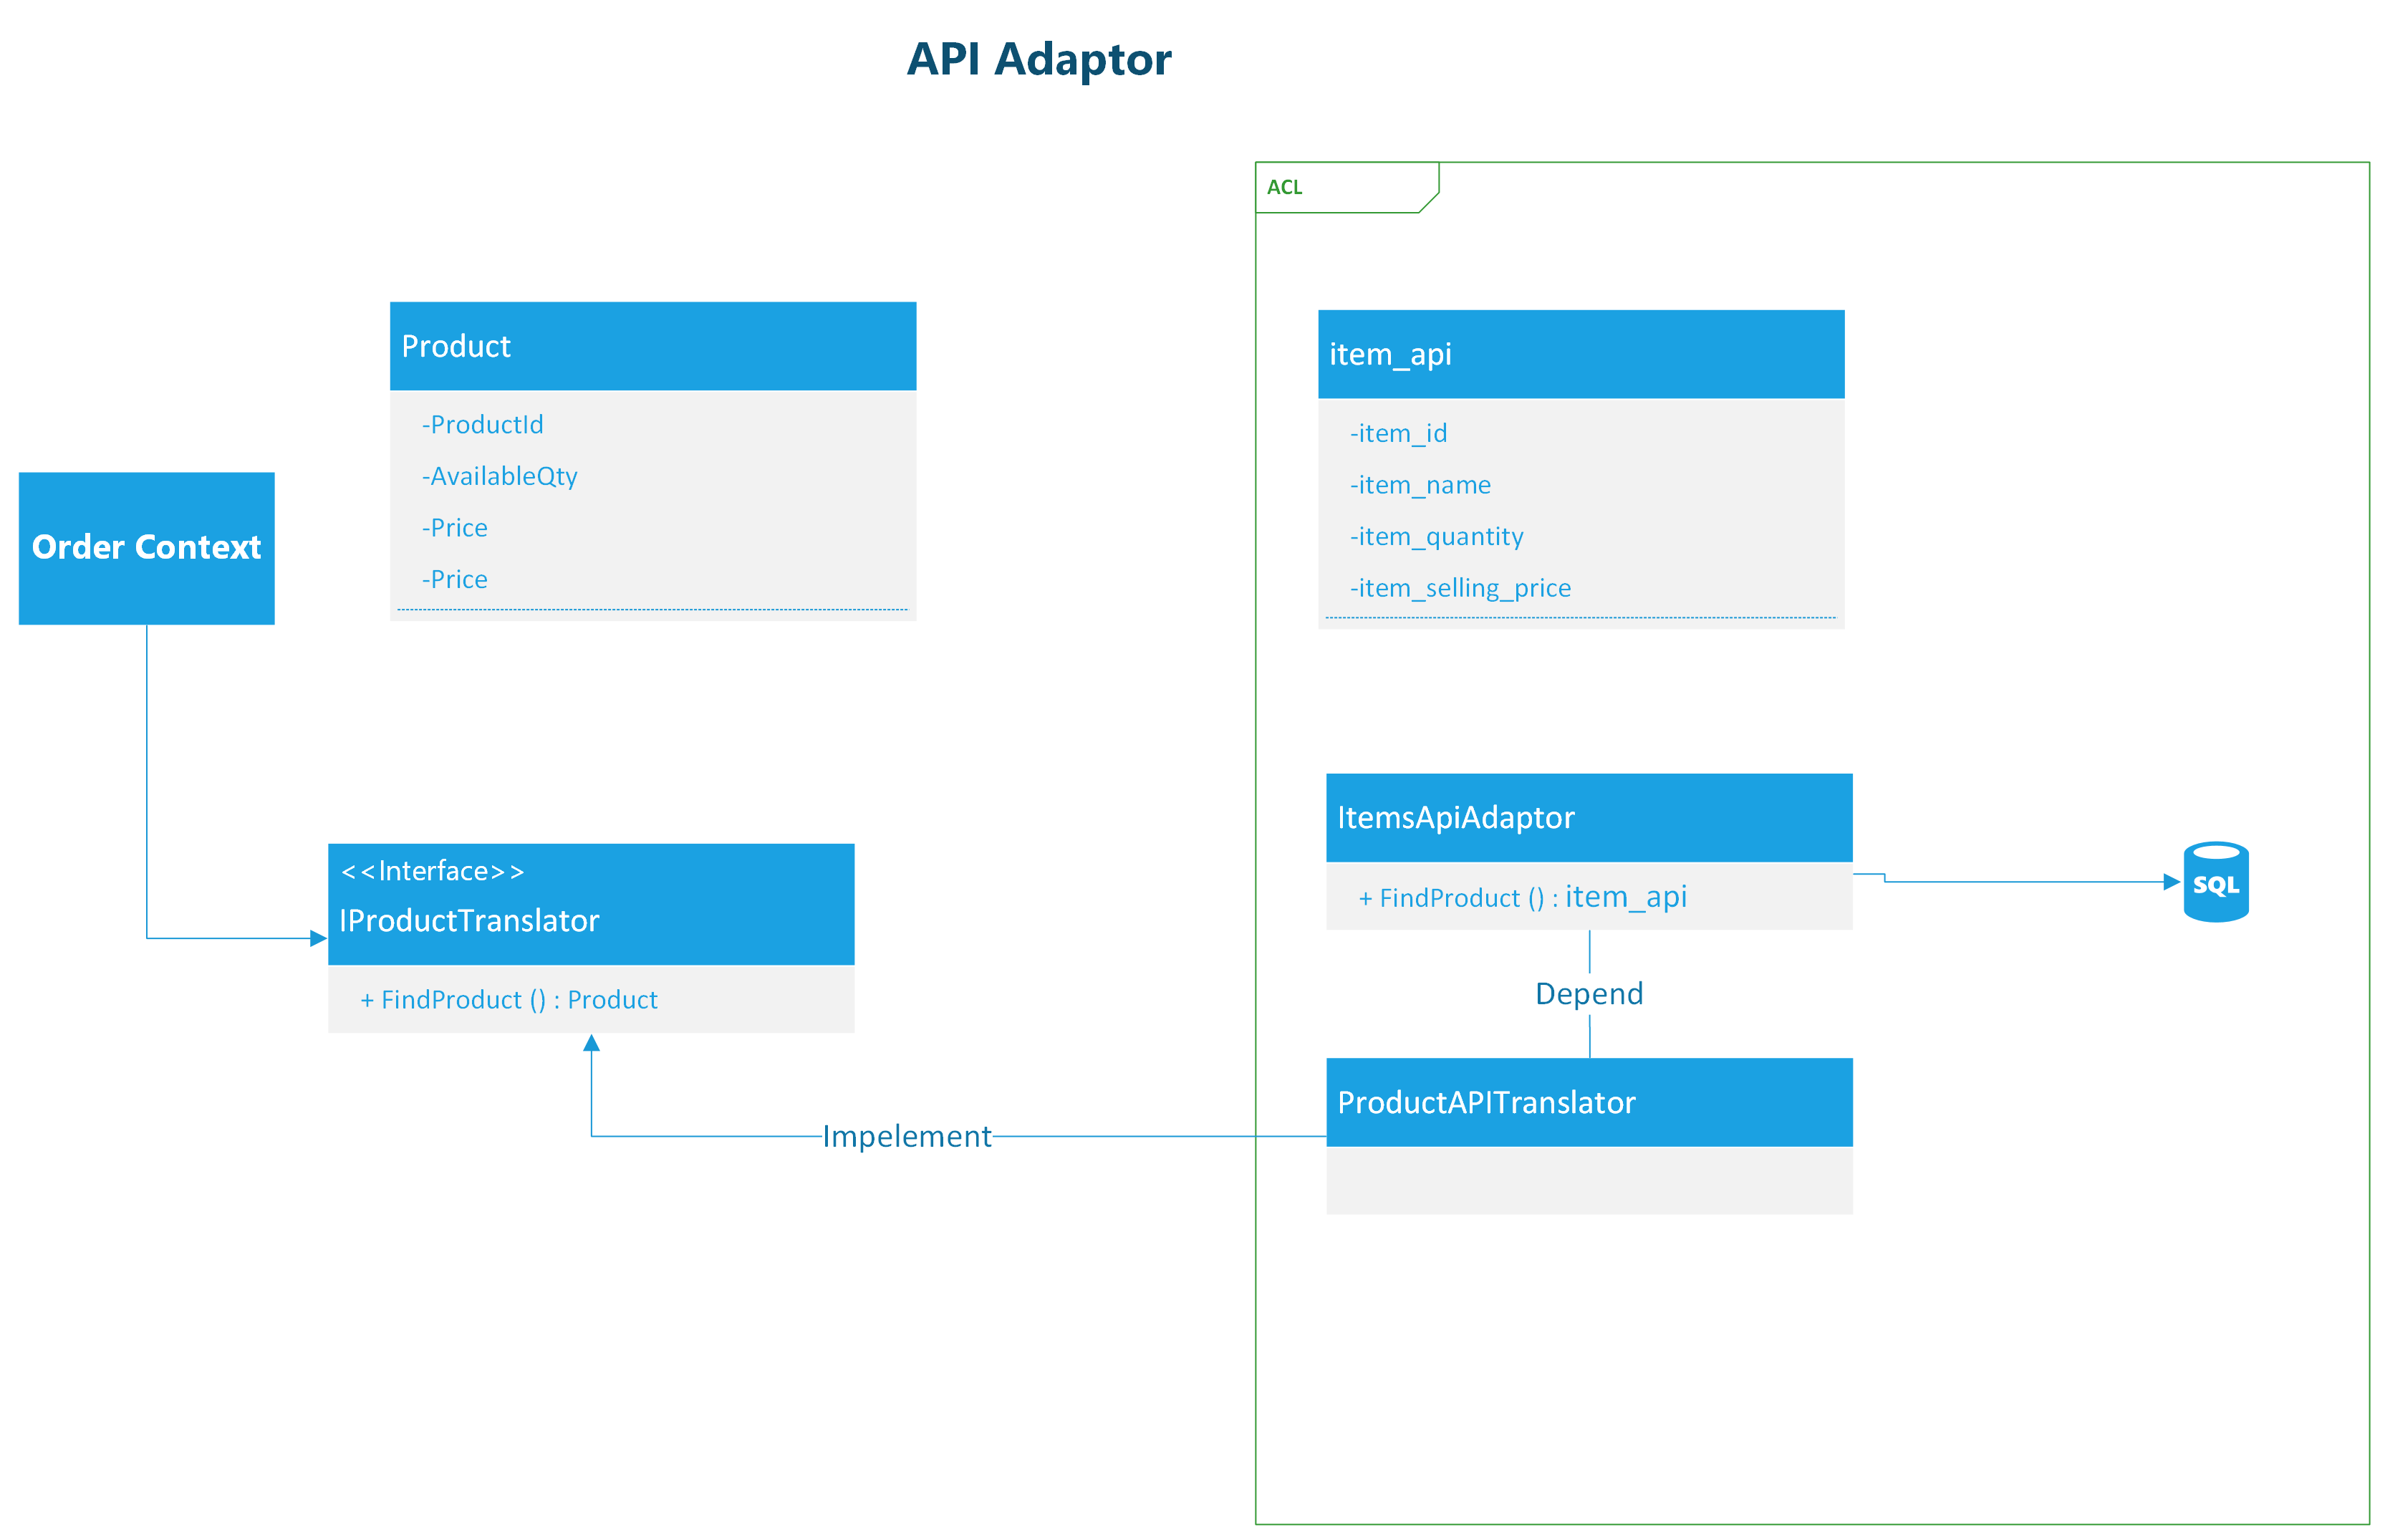 API Adaptor
ACL
Product
-ProductId
-AvailableQty
-Price
-Price
item_api
-item_id
-item_name
-item_quantity
-item_selling_price
Order Context
<<Interface>>
IProductTranslator
+ FindProduct () : Product
ItemsApiAdaptor
+ FindProduct () : item_api
SQL
Depend
ProductAPITranslator
Impelement